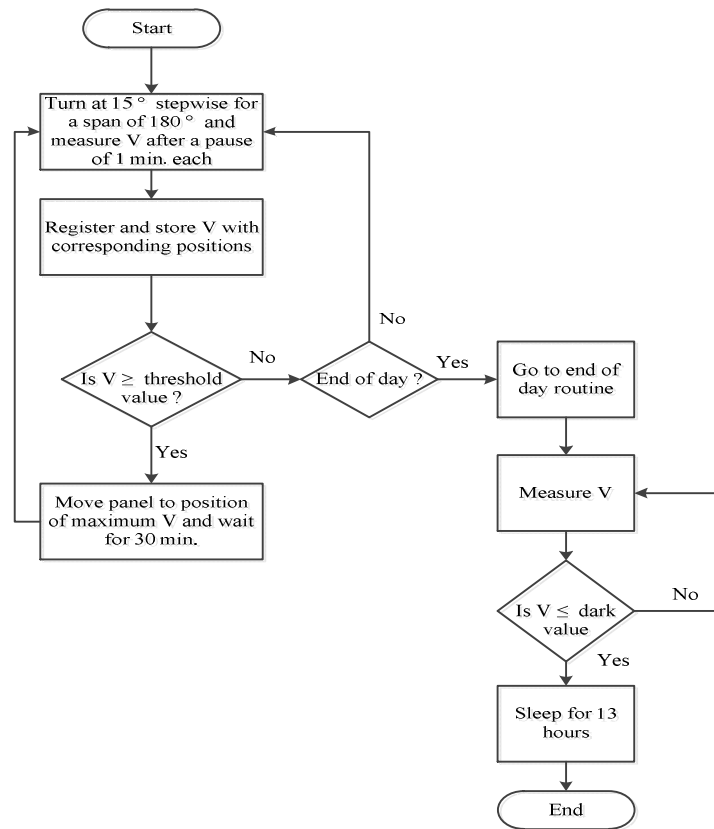 Start
Turn at 15° stepwise for
a span of 180° and
measure V after a pause
of 1 min. each
Register and store V with
corresponding positions
Is V ≥ threshold
value ?
No
Yes
Move panel to position
of maximum V and wait
for 30 min.
End of day ?
No
Yes
Go to end of
day routine
Measure V
Is V ≤ dark
value
No
Yes
Sleep for 13
hours
End